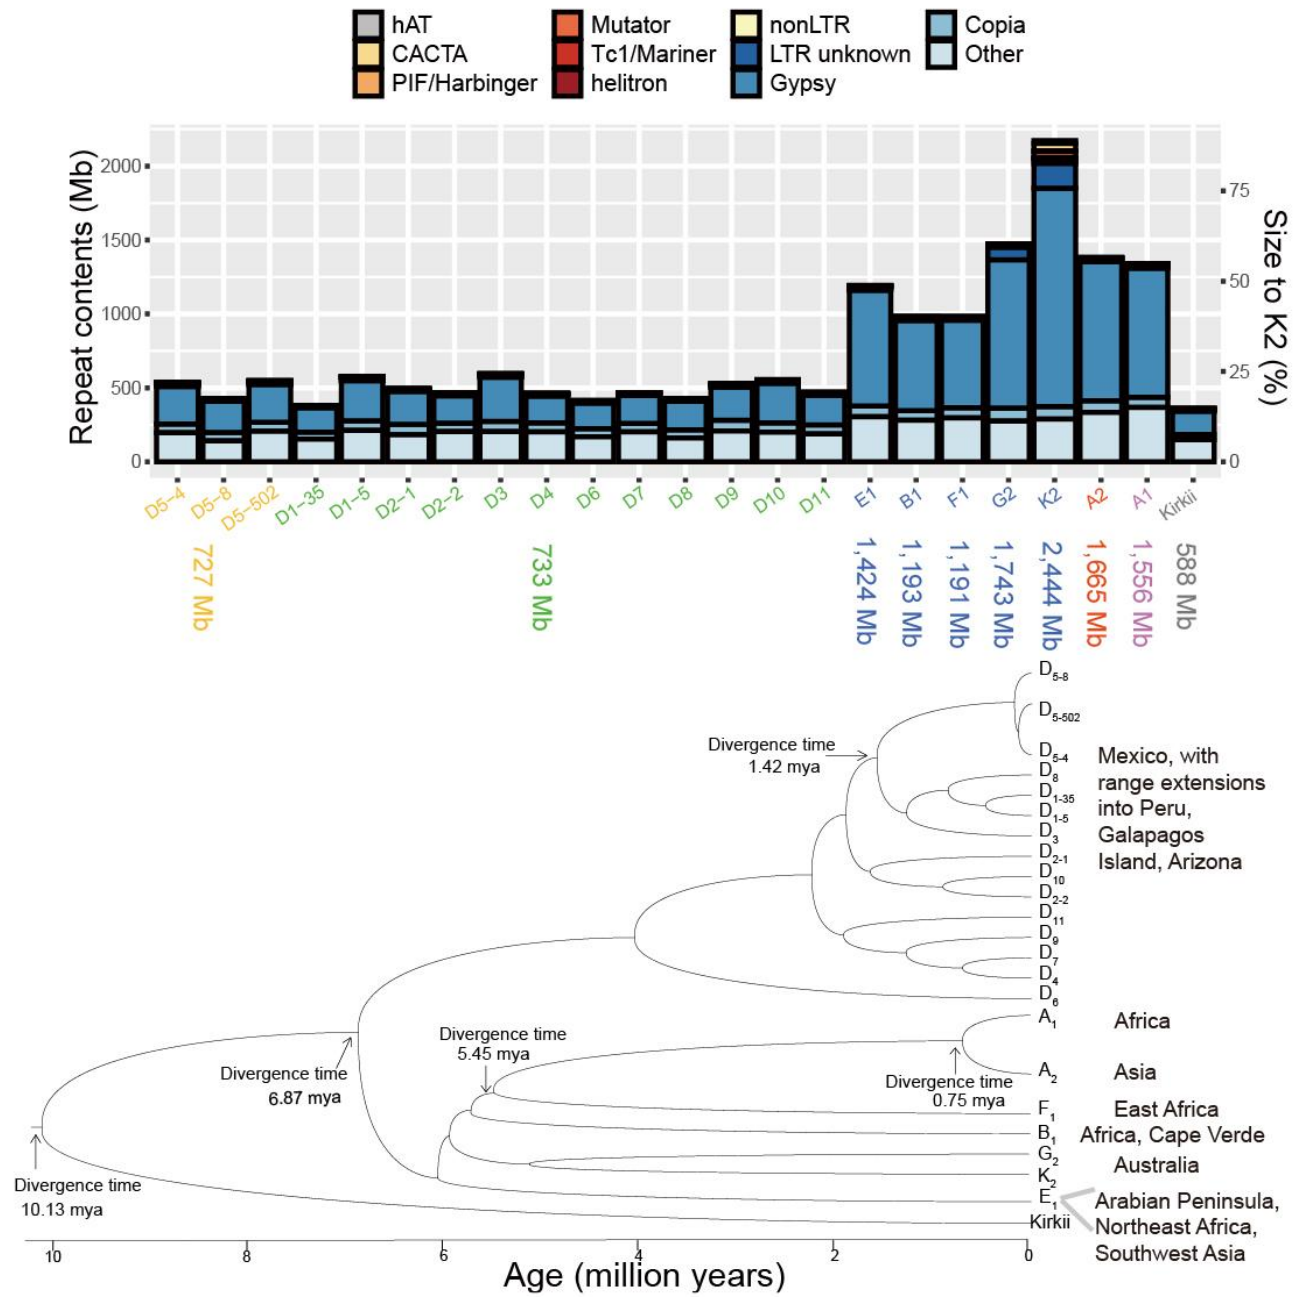 hAT
CACTA
PIF/Harbinger
Mutator
Tc1/Mariner
helitron
nonLTR
LTR unknown
Gypsy
Copia
Other
Repeat contents (Mb)
2000
1500
1000
500
0
Size to K2 (%)
75
50
25
0
D5-4
D5-8
D5-502
D1-35
D1-5
D2-1
D2-2
D3
D4
D6
D7
D8
D9
D10
D11
E1
B1
F1
G2
K2
A2
A1
Kirkii
727 Mb
733 Mb
1,424 Mb
1,193 Mb
1,191 Mb
1,743 Mb
2,444 Mb
1,665 Mb
1,556 Mb
588 Mb
D5-8
D5-502
D5-4
D8
D1-35
D1-5
D3
D2-1
D10
D2-2
D11
D9
D7
D4
D6
A1
A2
F1
B1
G2
K2
E1
Kirkii
Mexico, with
range extensions
into Peru,
Galapagos
Island, Arizona
Africa
Asia
East Africa
Africa, Cape Verde
Australia
Arabian Peninsula,
Northeast Africa,
Southwest Asia
Divergence time
1.42 mya
Divergence time
5.45 mya
Divergence time
6.87 mya
Divergence time
0.75 mya
Divergence time
10.13 mya
10
8
6
4
2
0
Age (million years)